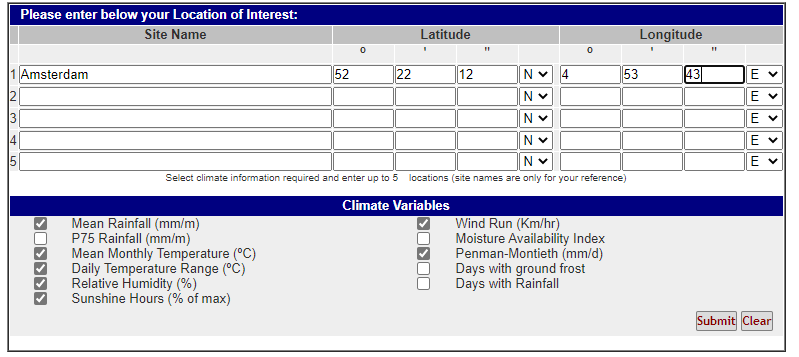 Please enter below your Location of Interest:
Site Name Latitude Longitude
º ' " º ' "
1 Amsterdam 52 22 12 N 4 53 43 E
2 N E
3 N E
4 N E
5 N E
Select climate information required and enter up to 5 locations (site names are only for your reference)
Climate Variables
Mean Rainfall (mm/m) Wind Run (Km/hr)
P75 Rainfall (mm/m) Moisture Availability Index
Mean Monthly Temperature (ºC) Penman-Montieth (mm/d)
Daily Temperature Range (ºC) Days with ground frost
Relative Humidity (%) Days with Rainfall
Sunshine Hours (% of max)
Submit Clear